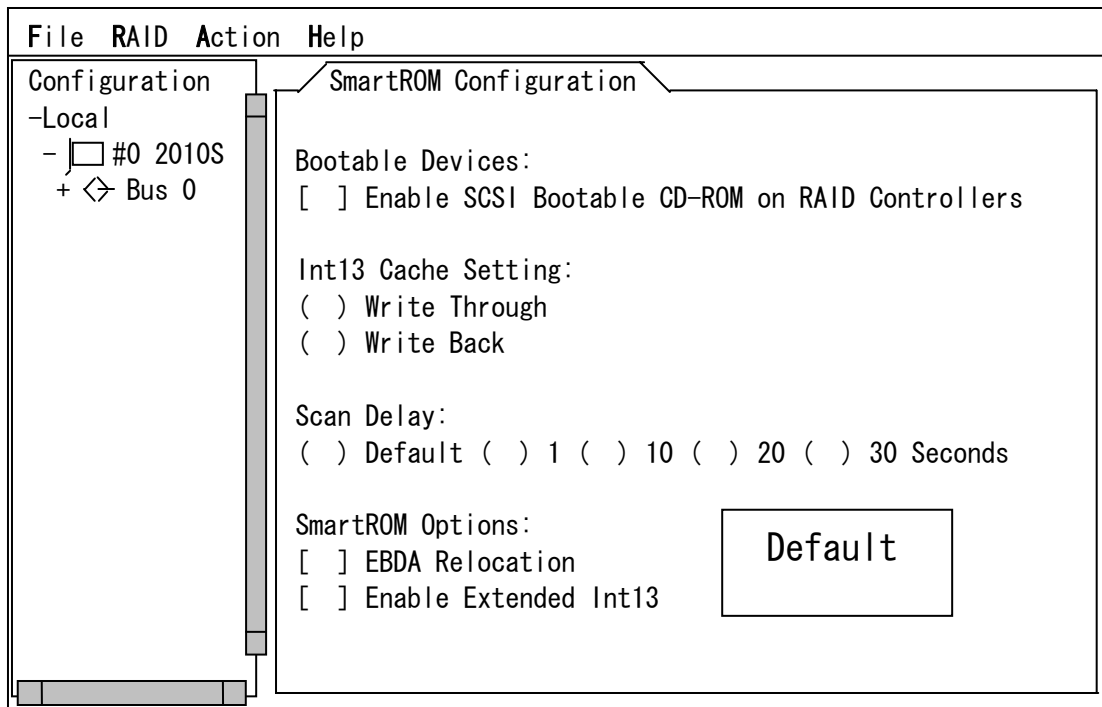 File RAID Action Help
Configuration
-Local
- #0 2010S
+ Bus 0
SmartROM Configuration
Bootable Devices:
[ ] Enable SCSI Bootable CD-ROM on RAID Controllers
Int13 Cache Setting:
( ) Write Through
( ) Write Back
Scan Delay:
( ) Default ( ) 1 ( ) 10 ( ) 20 ( ) 30 Seconds
SmartROM Options:
[ ] EBDA Relocation
[ ] Enable Extended Int13
Default